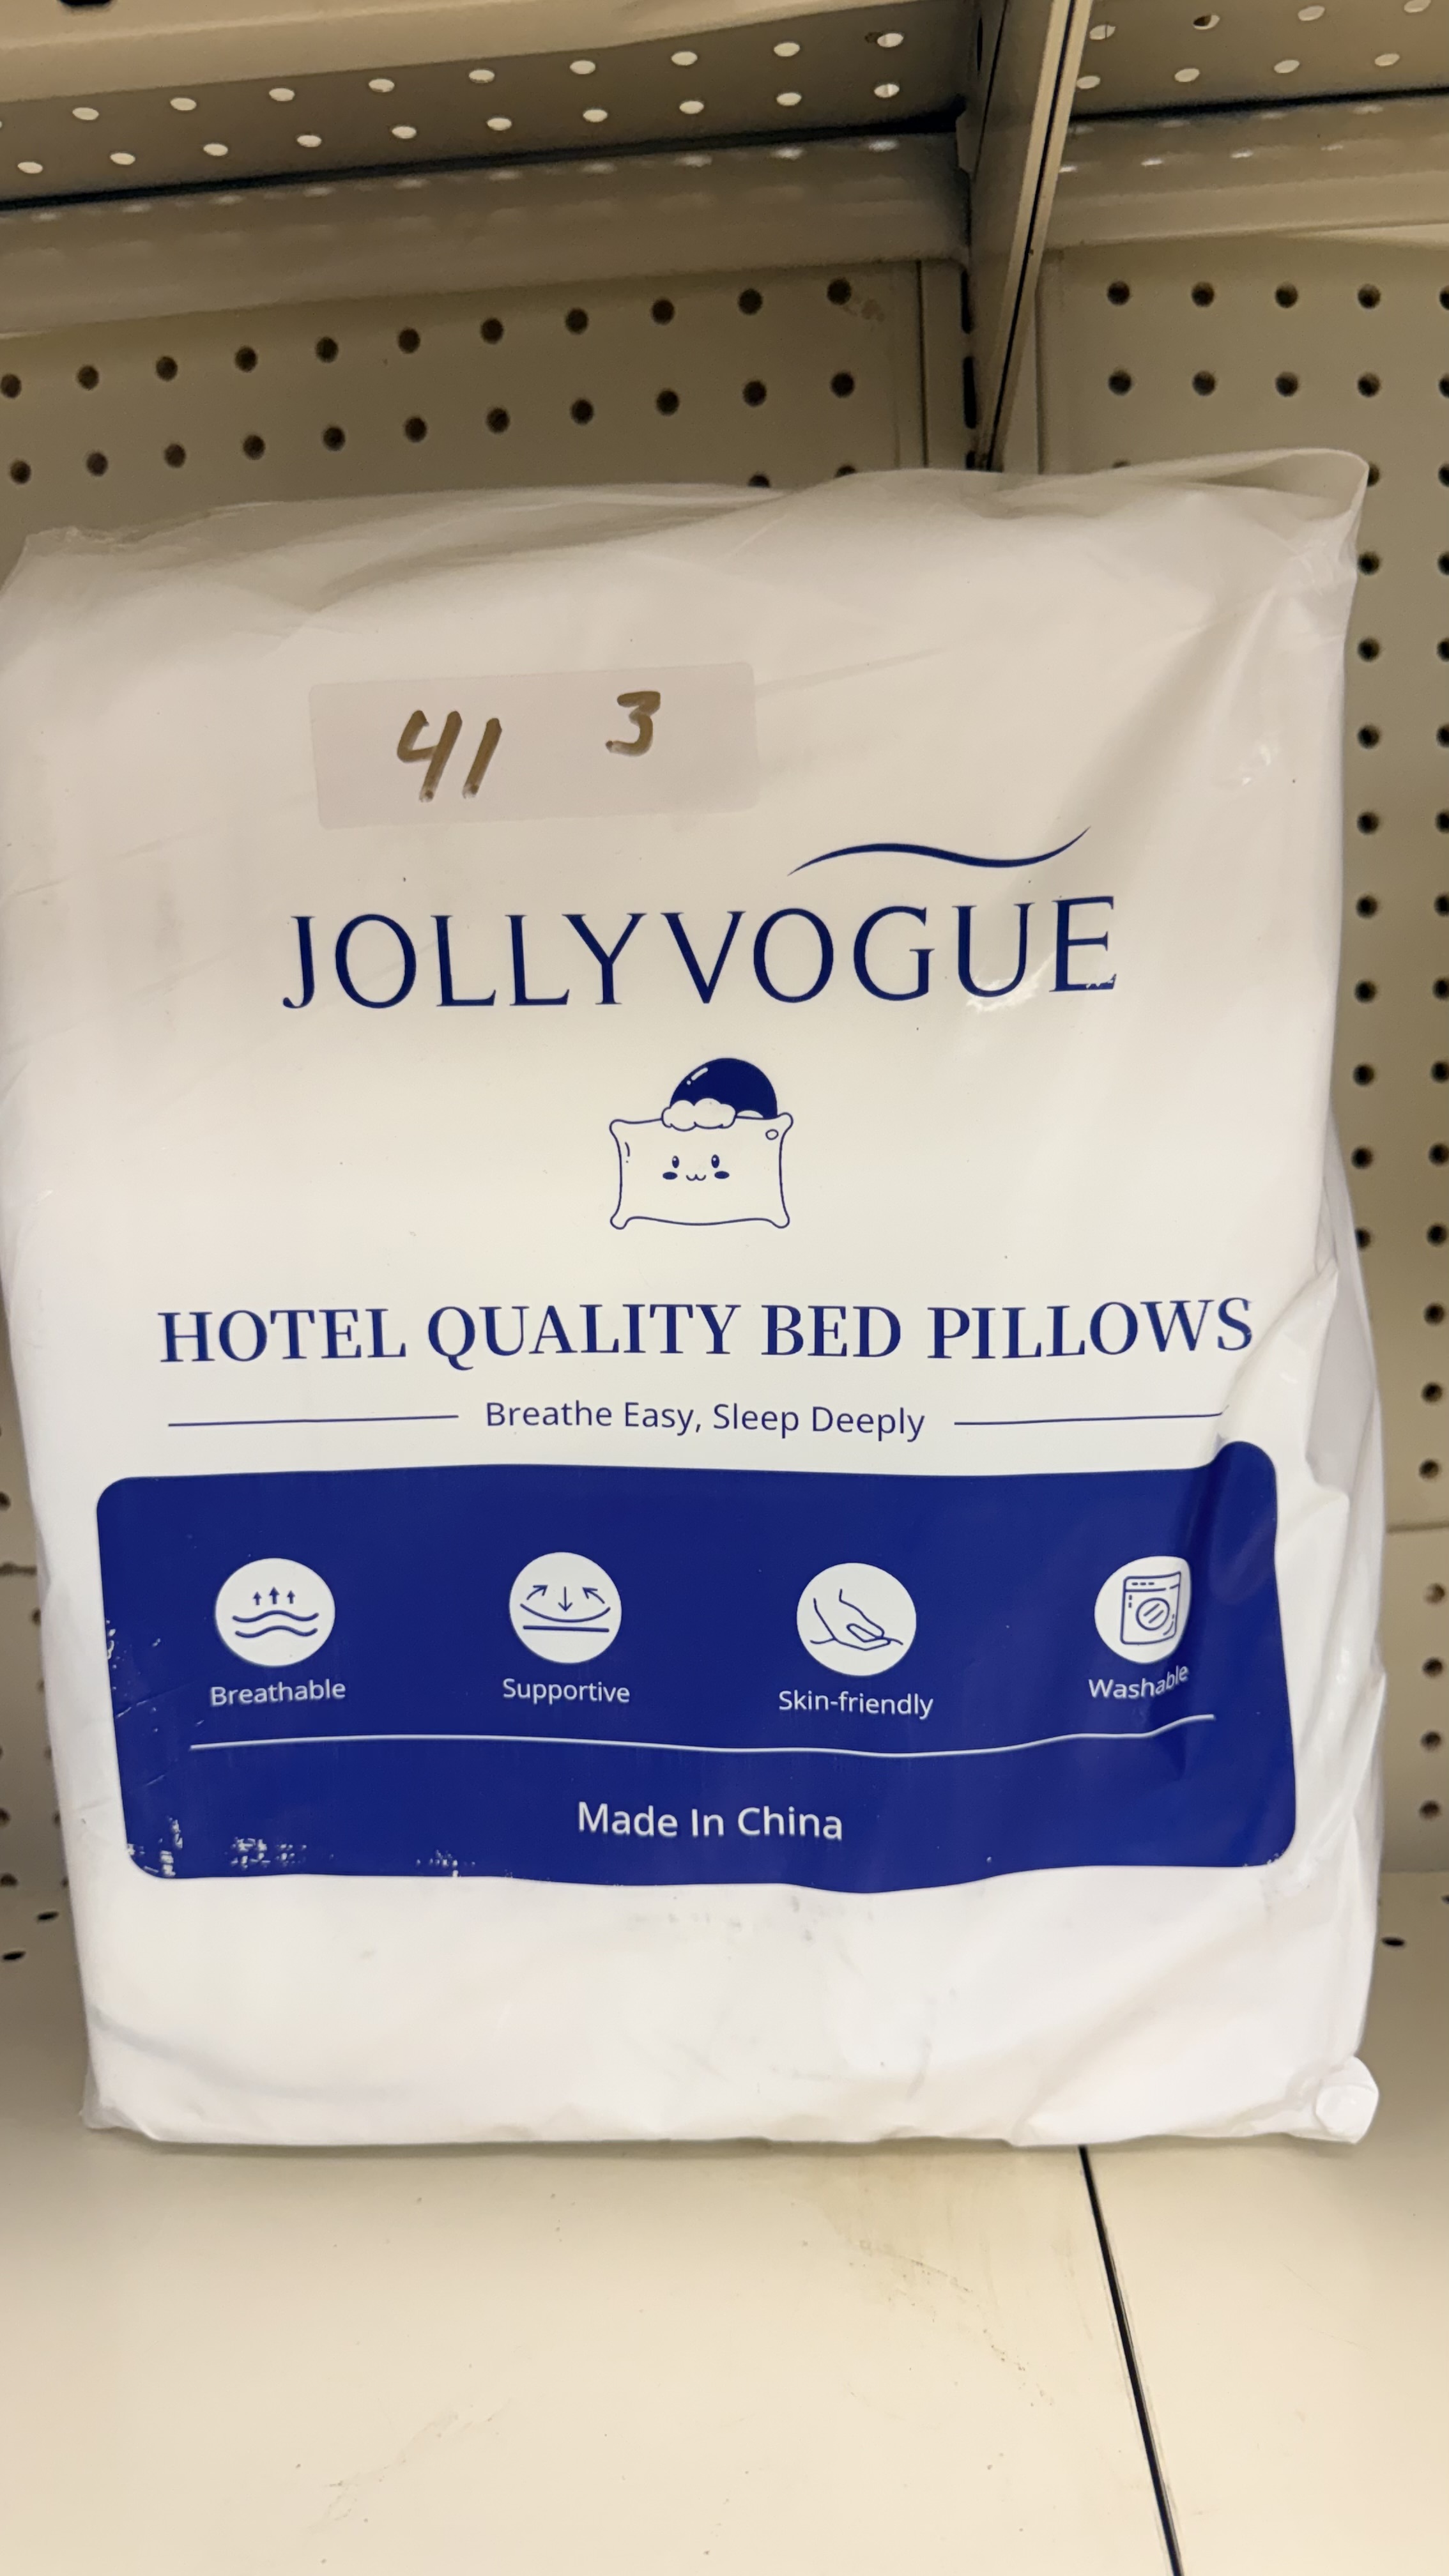 41 3
JOLLYVOGUE
HOTEL QUALITY BED PILLOWS
Breathe Easy, Sleep Deeply
Breathable Supportive Skin-friendly Washable
Made In China